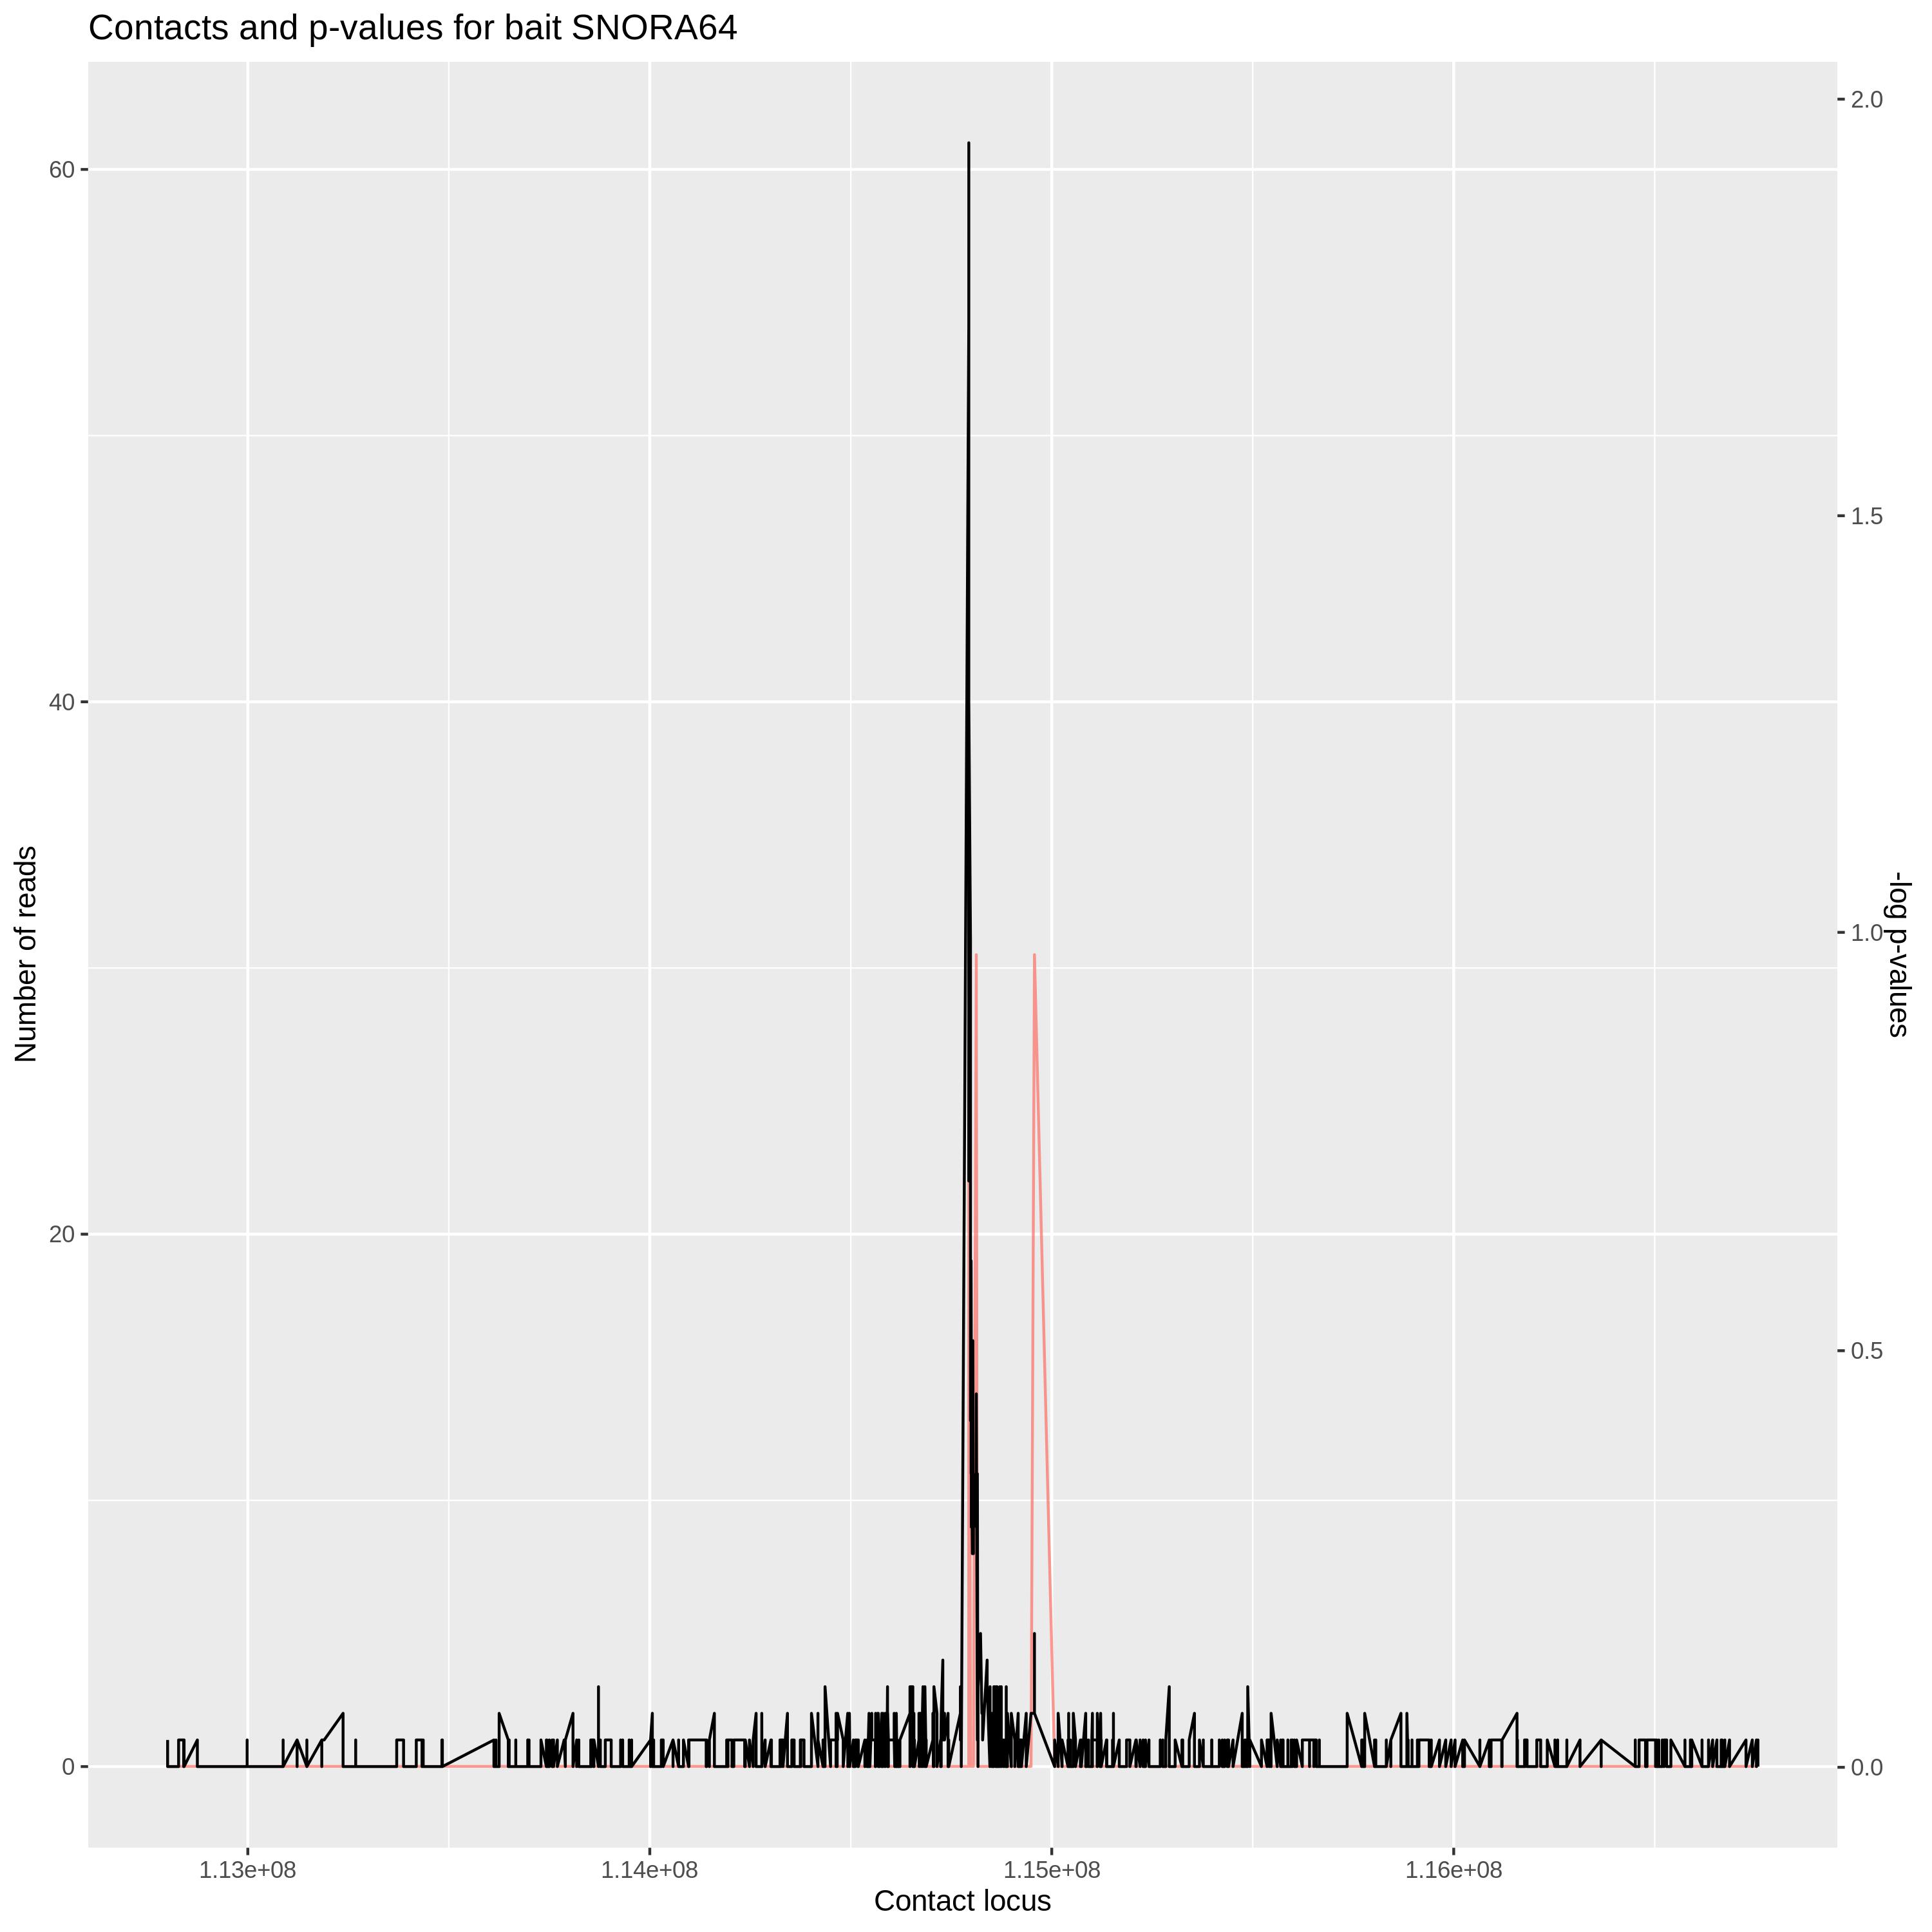 Contacts and p-values for bait SNORA64
60
40
20
0
Number of reads
2.0
1.5
1.0
0.5
0.0
-log p-values
1.13e+08
1.14e+08
1.15e+08
1.16e+08
Contact locus